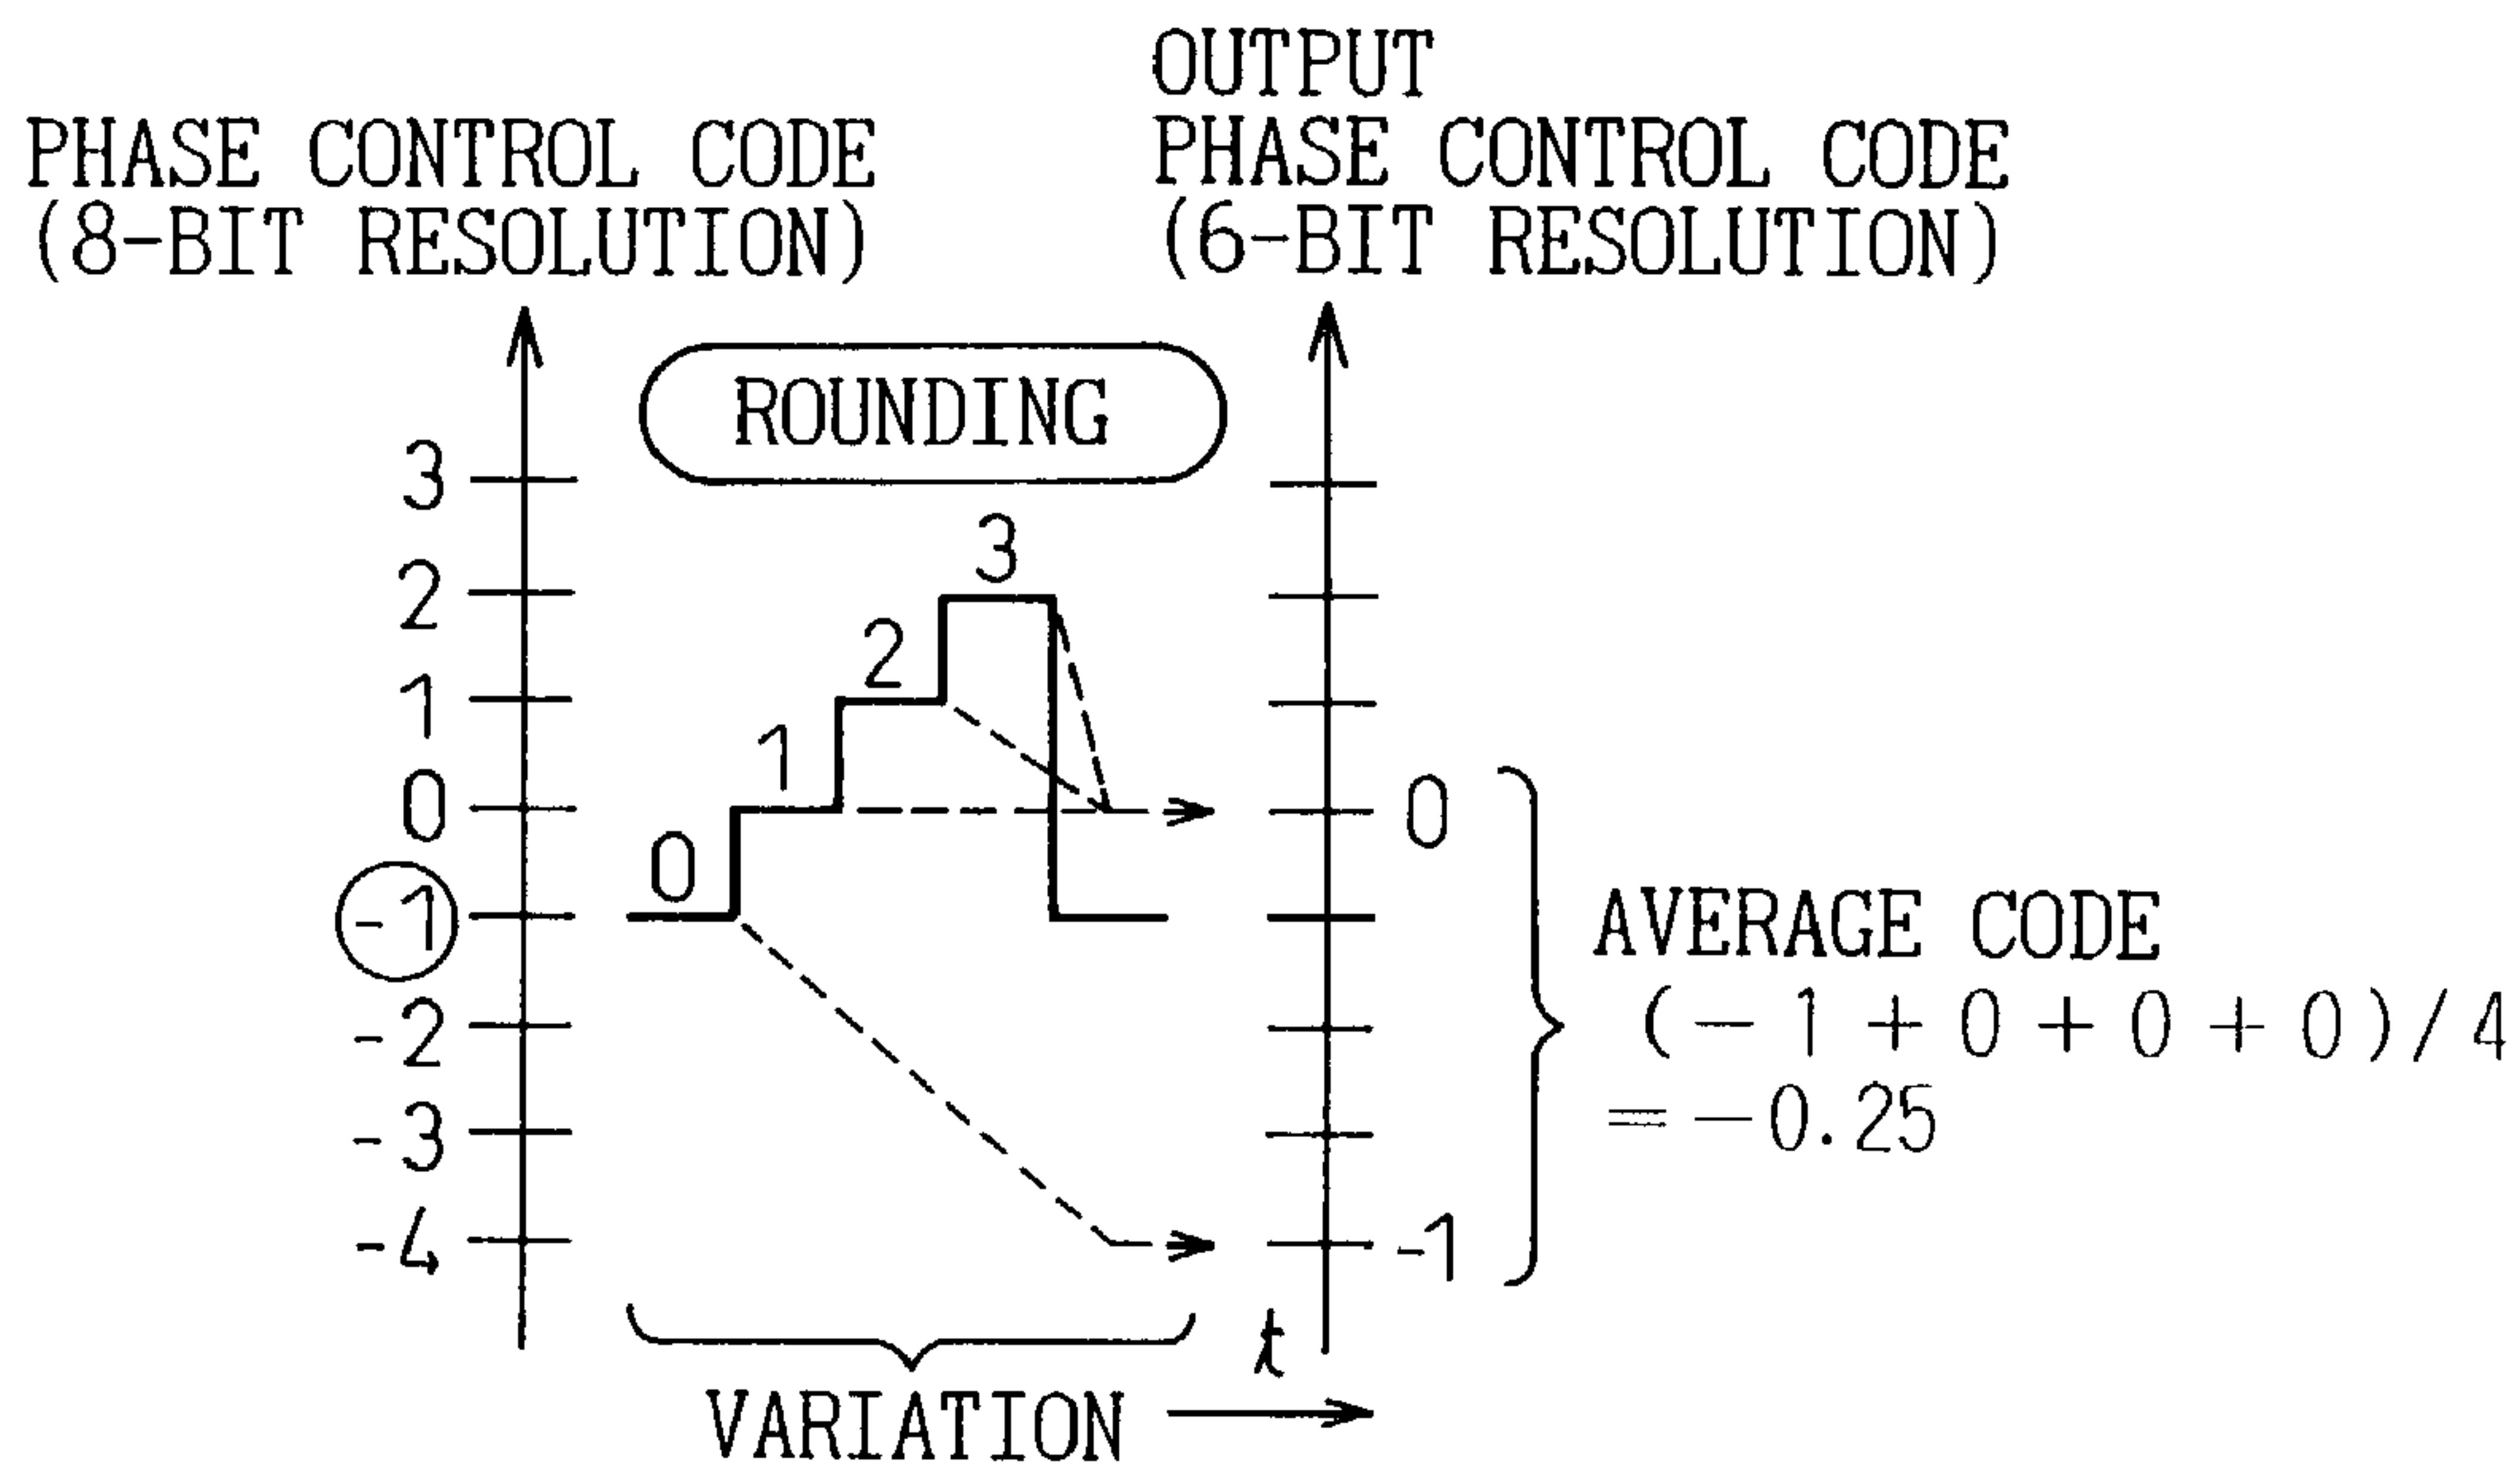 OUTPUT
PHASE CONTROL CODE
(8-BIT RESOLUTION)
PHASE CONTROL CODE
(6-BIT RESOLUTION)
ROUNDING
3
2
1
0
-1
-2
-3
-4
0
1
2
3
0
-1
AVERAGE CODE
(-1+0+0+0)/4
=-0.25
t
VARIATION